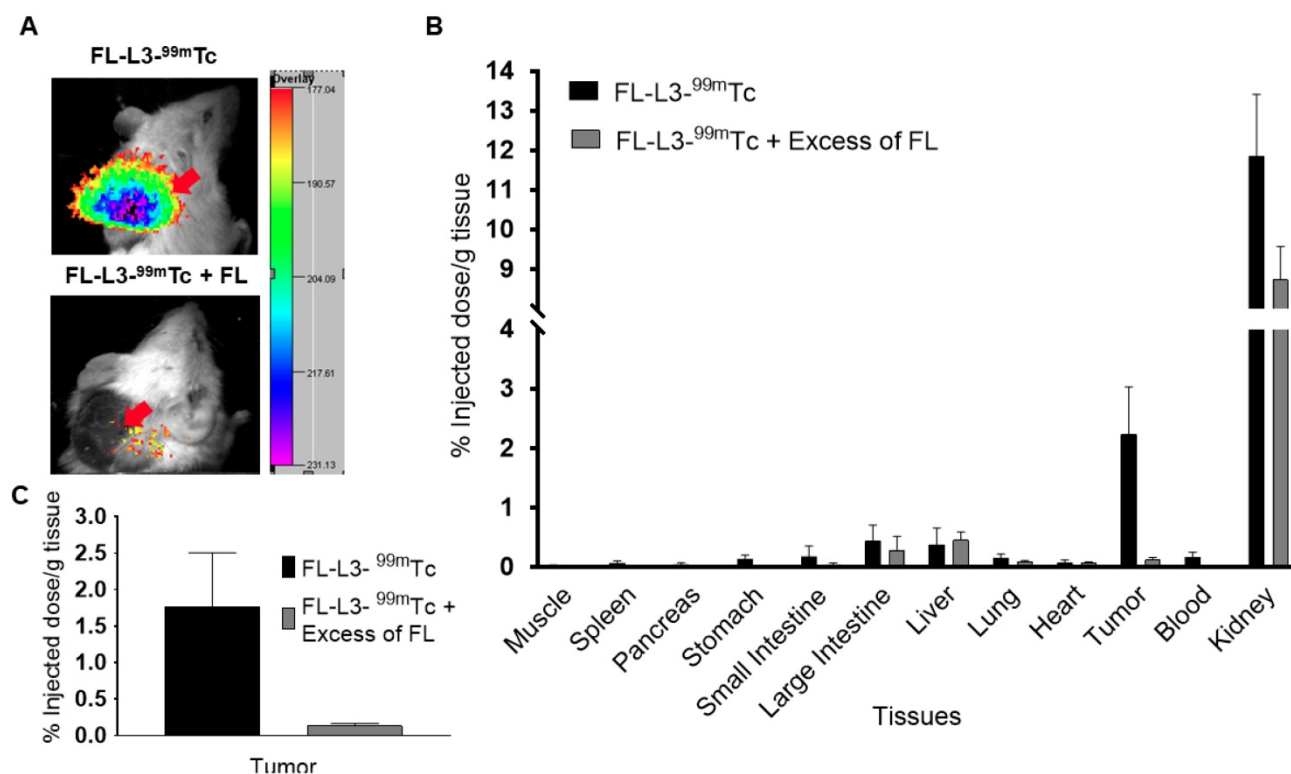 A
FL-L3-⁹⁹ᵐTc
Overlay
177.04
190.57
204.09
217.61
231.13
FL-L3-⁹⁹ᵐTc + FL
B
% Injected dose/g tissue
14
13
12
11
10
9
4
3
2
1
0
FL-L3-⁹⁹ᵐTc
FL-L3-⁹⁹ᵐTc + Excess of FL
Muscle
Spleen
Pancreas
Stomach
Small Intestine
Large Intestine
Liver
Lung
Heart
Tumor
Blood
Kidney
Tissues
C
% Injected dose/g tissue
3.0
2.5
2.0
1.5
1.0
0.5
0.0
FL-L3- ⁹⁹ᵐTc
FL-L3- ⁹⁹ᵐTc +
Excess of FL
Tumor